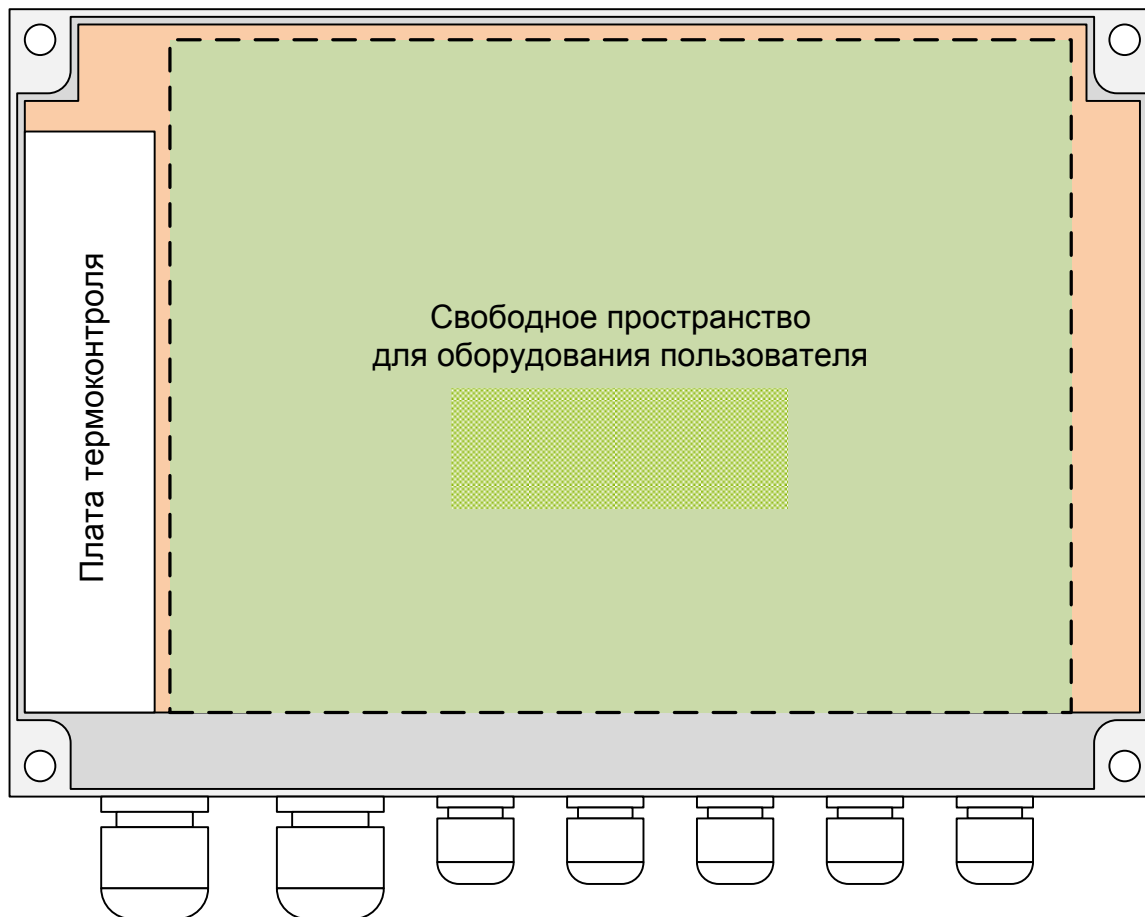 Плата термоконтроля
Свободное пространство
для оборудования пользователя